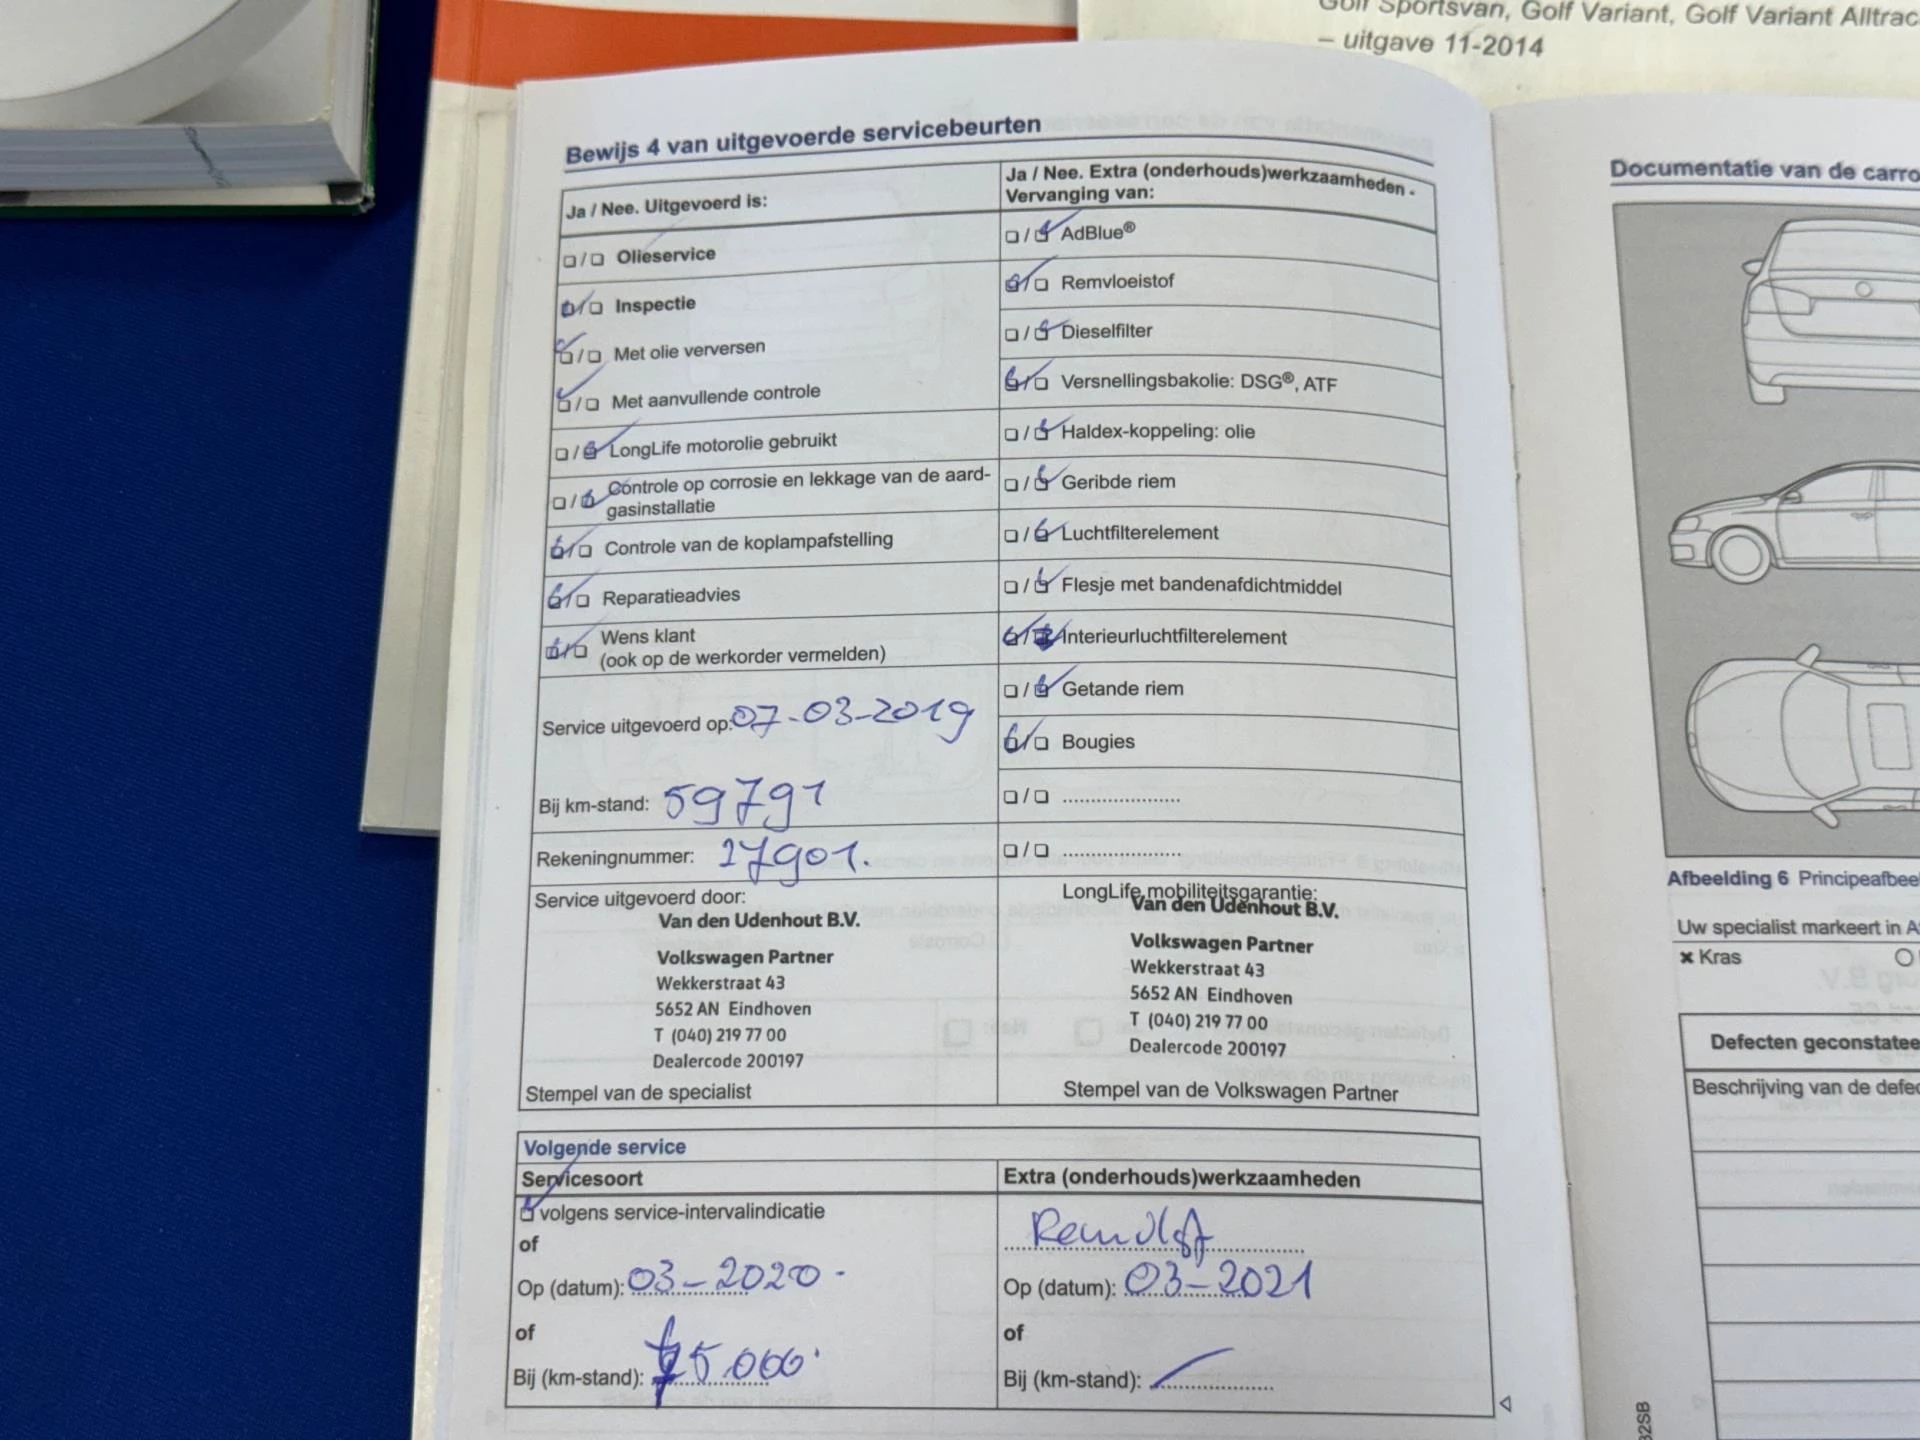 Golf Sportsvan, Golf Variant, Golf Variant Alltrac
– uitgave 11-2014
Bewijs 4 van uitgevoerde servicebeurten
Ja / Nee. Uitgevoerd is:
Olieservice
Inspectie
Met olie verversen
Met aanvullende controle
LongLife motorolie gebruikt
Controle op corrosie en lekkage van de aard-
gasinstallatie
Controle van de koplampafstelling
Reparatieadvies
Wens klant
(ook op de werkorder vermelden)
Service uitgevoerd op: 07-03-2019
Bij km-stand: 59791
Rekeningnummer: 17901.
Service uitgevoerd door:
Van den Udenhout B.V.
Volkswagen Partner
Wekkerstraat 43
5652 AN Eindhoven
T (040) 219 77 00
Dealercode 200197
Stempel van de specialist
Ja / Nee. Extra (onderhouds)werkzaamheden -
Vervanging van:
AdBlue®
Remvloeistof
Dieselfilter
Versnellingsbakolie: DSG®, ATF
Haldex-koppeling: olie
Geribde riem
Luchtfilterelement
Flesje met bandenafdichtmiddel
Interieurluchtfilterelement
Getande riem
Bougies
LongLife mobiliteitsgarantie:
Van den Udenhout B.V.
Volkswagen Partner
Wekkerstraat 43
5652 AN Eindhoven
T (040) 219 77 00
Dealercode 200197
Stempel van de Volkswagen Partner
Volgende service
Servicesoort
volgens service-intervalindicatie
of
Op (datum): 03-2020
of
Bij (km-stand): 75.000
Extra (onderhouds)werkzaamheden
Remvlst
Op (datum): 03-2021
of
Bij (km-stand):
Documentatie van de carro
Afbeelding 6 Principeafbeel
Uw specialist markeert in A
Kras
Defecten geconstatee
Beschrijving van de defec